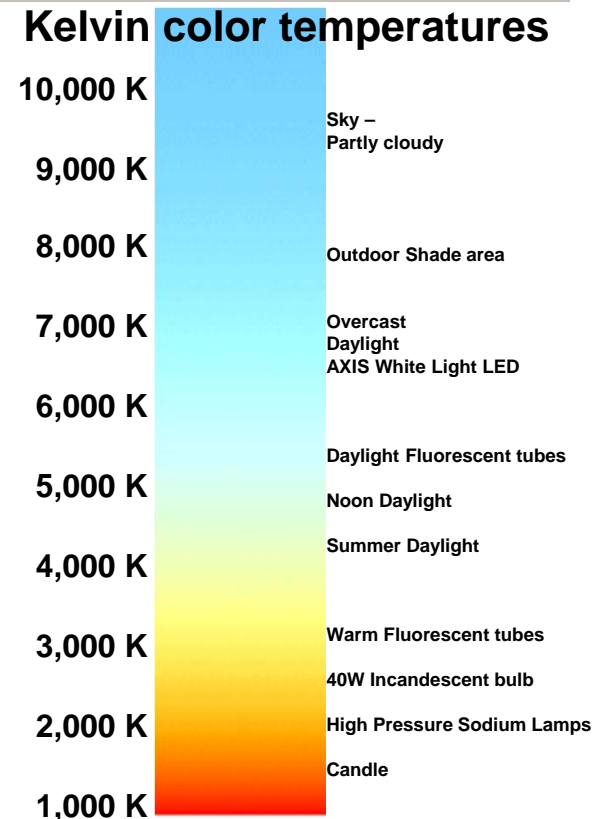 Kelvin color temperatures
10,000 K
Sky –
Partly cloudy
9,000 K
8,000 K
Outdoor Shade area
7,000 K
Overcast
Daylight
AXIS White Light LED
6,000 K
Daylight Fluorescent tubes
5,000 K
Noon Daylight
Summer Daylight
4,000 K
Warm Fluorescent tubes
3,000 K
40W Incandescent bulb
2,000 K
High Pressure Sodium Lamps
Candle
1,000 K